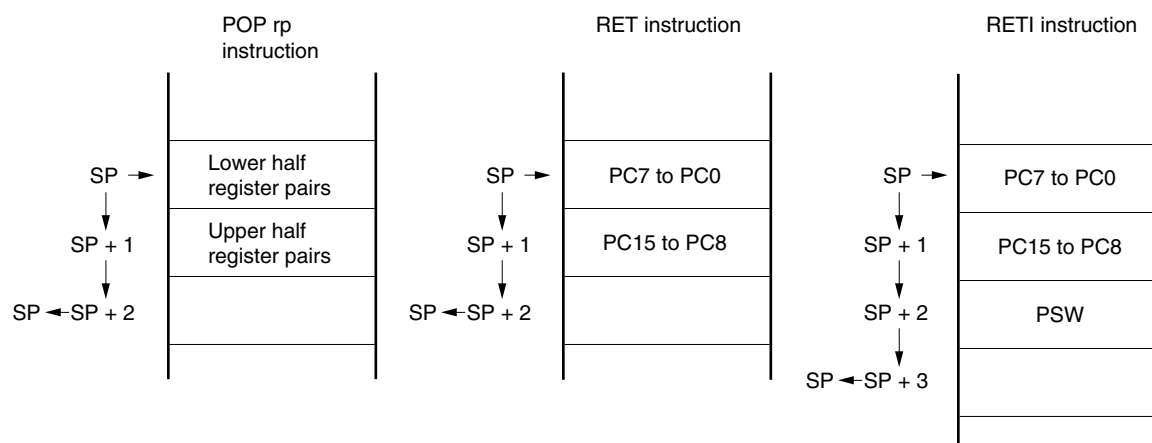 POP rp
instruction
SP
Lower half
register pairs
SP + 1
Upper half
register pairs
SP
SP + 2
RET instruction
SP
PC7 to PC0
SP + 1
PC15 to PC8
SP
SP + 2
RETI instruction
SP
PC7 to PC0
SP + 1
PC15 to PC8
SP + 2
PSW
SP
SP + 3